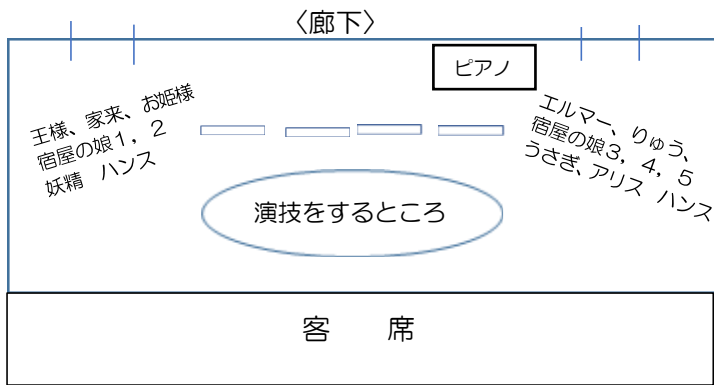 〈廊下〉
ピアノ
王様、家来、お姫様
宿屋の娘１，２
妖精　ハンス
エルマー、りゅう、
宿屋の娘３，４，５
うさぎ、アリス　ハンス
演技をするところ
客　　席